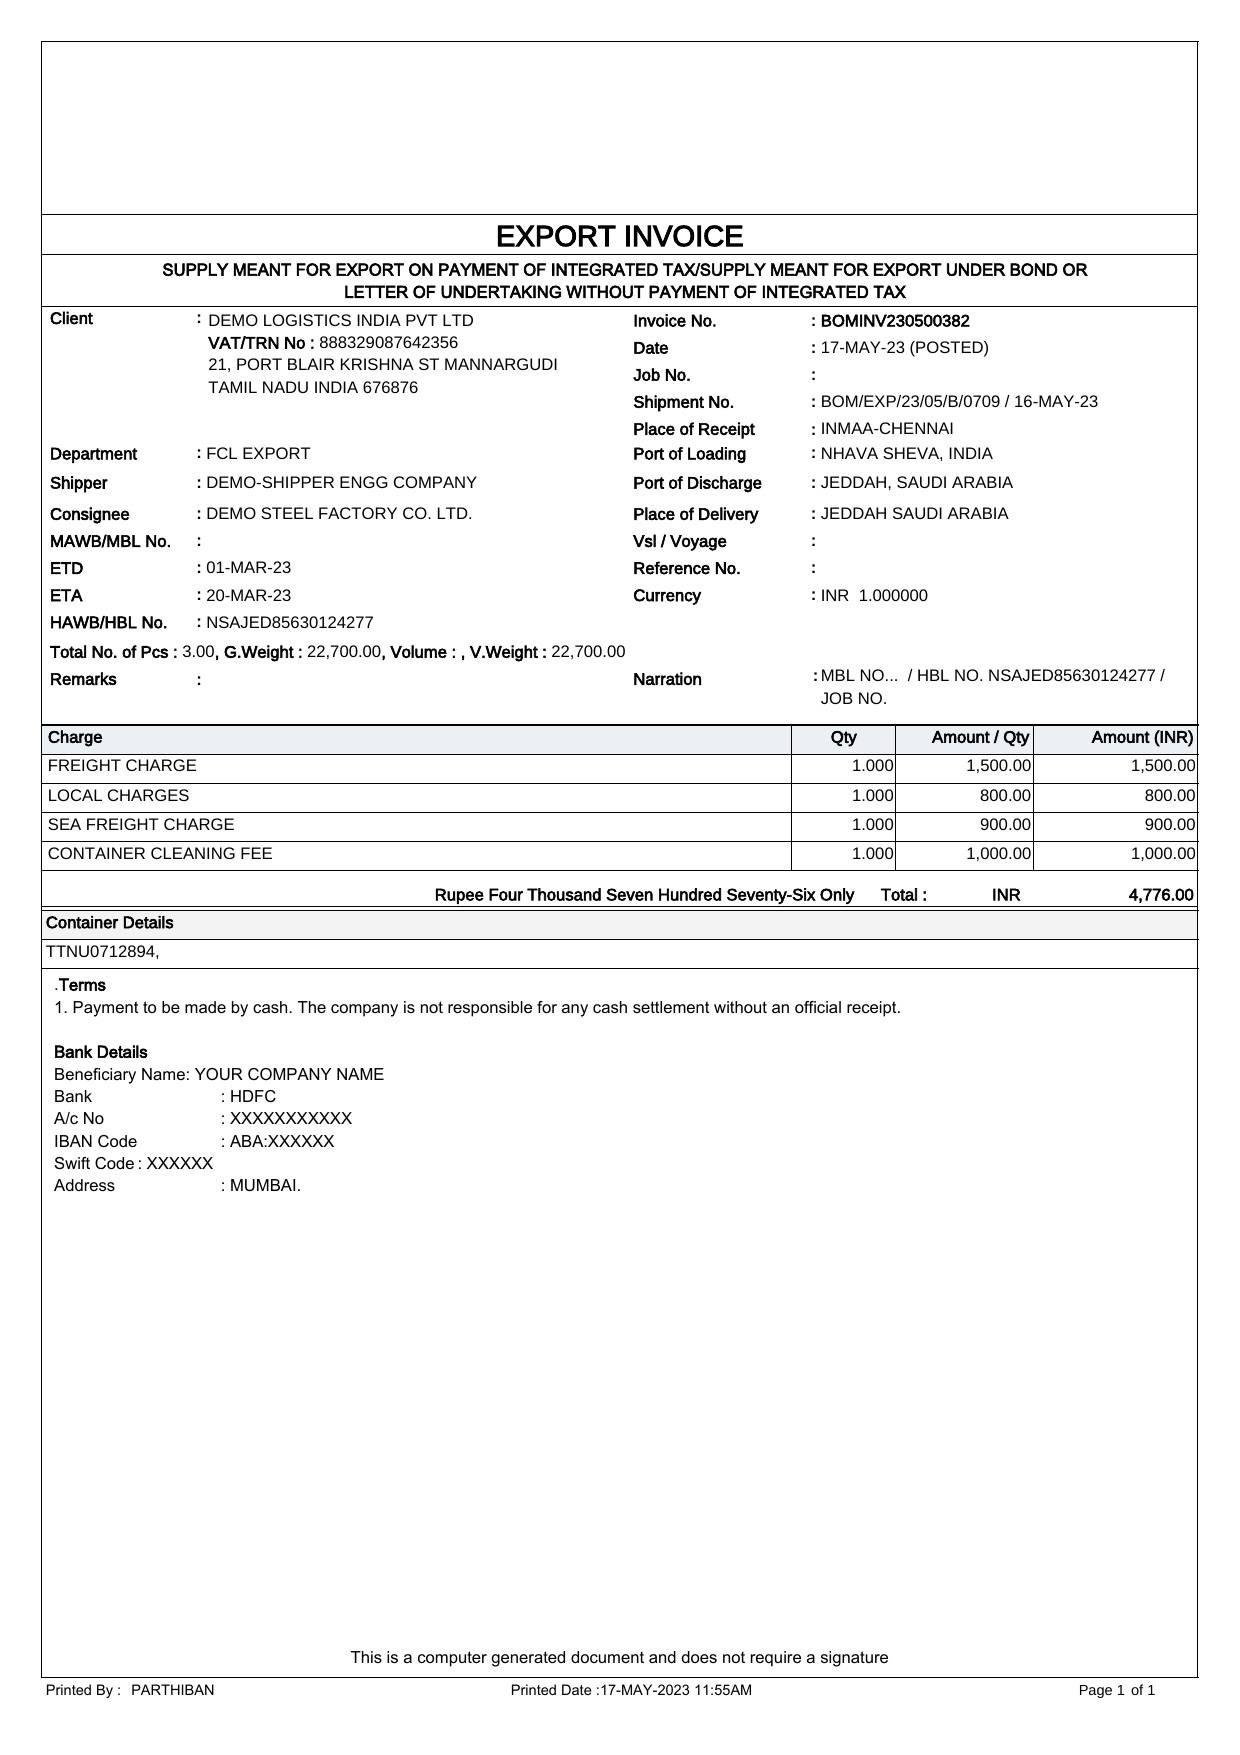 EXPORT INVOICE
SUPPLY MEANT FOR EXPORT ON PAYMENT OF INTEGRATED TAX/SUPPLY MEANT FOR EXPORT UNDER BOND OR
LETTER OF UNDERTAKING WITHOUT PAYMENT OF INTEGRATED TAX
Client : DEMO LOGISTICS INDIA PVT LTD
VAT/TRN No : 888329087642356
21, PORT BLAIR KRISHNA ST MANNARGUDI
TAMIL NADU INDIA 676876
Invoice No. : BOMINV230500382
Date : 17-MAY-23 (POSTED)
Job No. :
Shipment No. : BOM/EXP/23/05/B/0709 / 16-MAY-23
Place of Receipt : INMAA-CHENNAI
Department : FCL EXPORT Port of Loading : NHAVA SHEVA, INDIA
Shipper : DEMO-SHIPPER ENGG COMPANY Port of Discharge : JEDDAH, SAUDI ARABIA
Consignee : DEMO STEEL FACTORY CO. LTD. Place of Delivery : JEDDAH SAUDI ARABIA
MAWB/MBL No. : Vsl / Voyage :
ETD : 01-MAR-23 Reference No. :
ETA : 20-MAR-23 Currency : INR 1.000000
HAWB/HBL No. : NSAJED85630124277
Total No. of Pcs : 3.00, G.Weight : 22,700.00, Volume : , V.Weight : 22,700.00
Remarks : Narration : MBL NO... / HBL NO. NSAJED85630124277 /
JOB NO.
Charge Qty Amount / Qty Amount (INR)
FREIGHT CHARGE 1.000 1,500.00 1,500.00
LOCAL CHARGES 1.000 800.00 800.00
SEA FREIGHT CHARGE 1.000 900.00 900.00
CONTAINER CLEANING FEE 1.000 1,000.00 1,000.00
Rupee Four Thousand Seven Hundred Seventy-Six Only Total : INR 4,776.00
Container Details
TTNU0712894,
.Terms
1. Payment to be made by cash. The company is not responsible for any cash settlement without an official receipt.
Bank Details
Beneficiary Name: YOUR COMPANY NAME
Bank : HDFC
A/c No : XXXXXXXXXXX
IBAN Code : ABA:XXXXXX
Swift Code : XXXXXX
Address : MUMBAI.
This is a computer generated document and does not require a signature
Printed By : PARTHIBAN Printed Date :17-MAY-2023 11:55AM Page 1 of 1